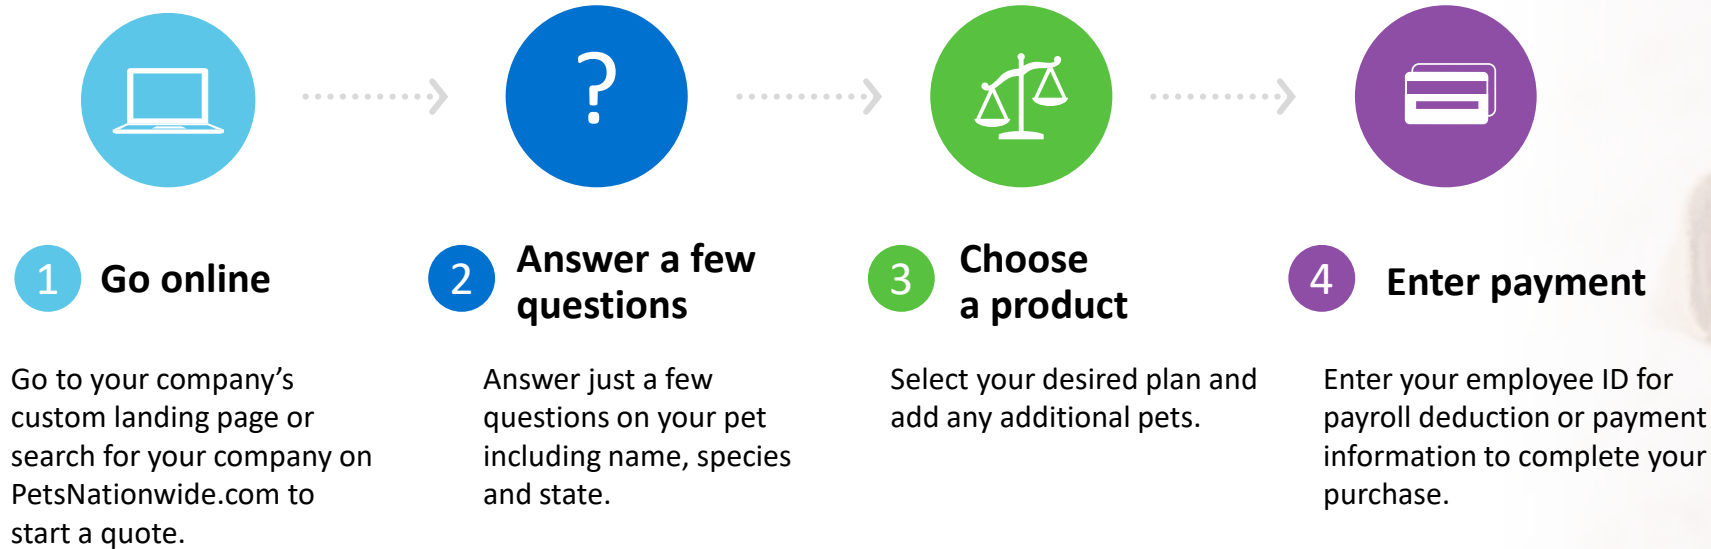 ?
1 Go online
Go to your company’s
custom landing page or
search for your company on
PetsNationwide.com to
start a quote.
2 Answer a few
questions
Answer just a few
questions on your pet
including name, species
and state.
3 Choose
a product
Select your desired plan and
add any additional pets.
4 Enter payment
Enter your employee ID for
payroll deduction or payment
information to complete your
purchase.